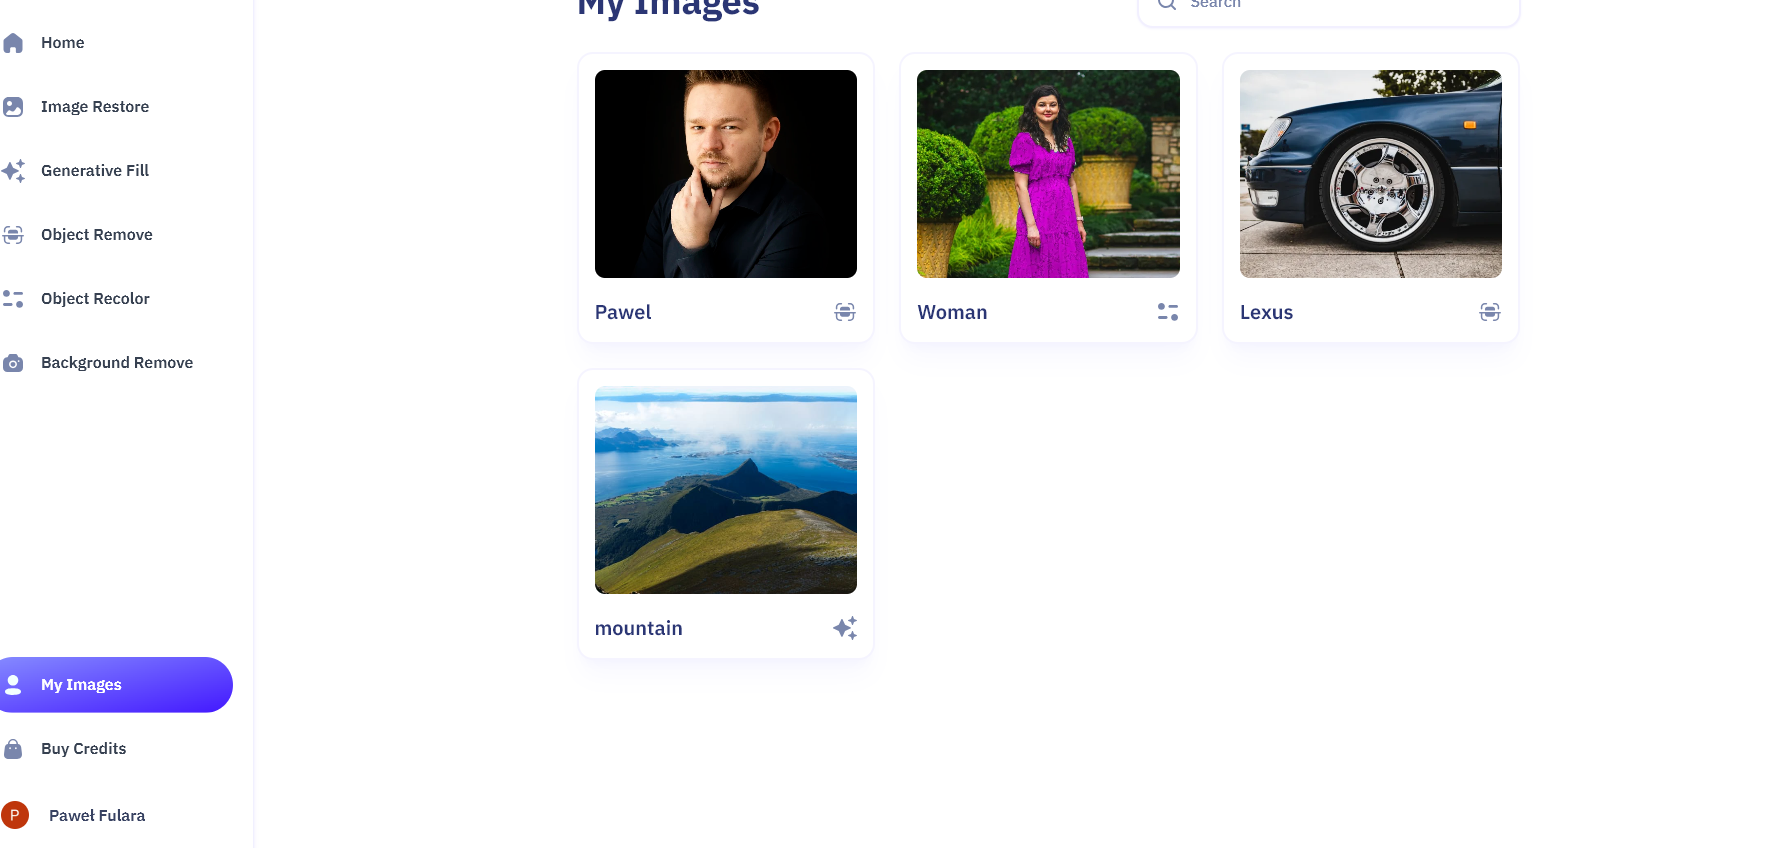 Home
Image Restore
Generative Fill
Object Remove
Object Recolor
Background Remove
My Images
Buy Credits
P
Paweł Fulara
My Images
Search
Pawel
Woman
Lexus
mountain